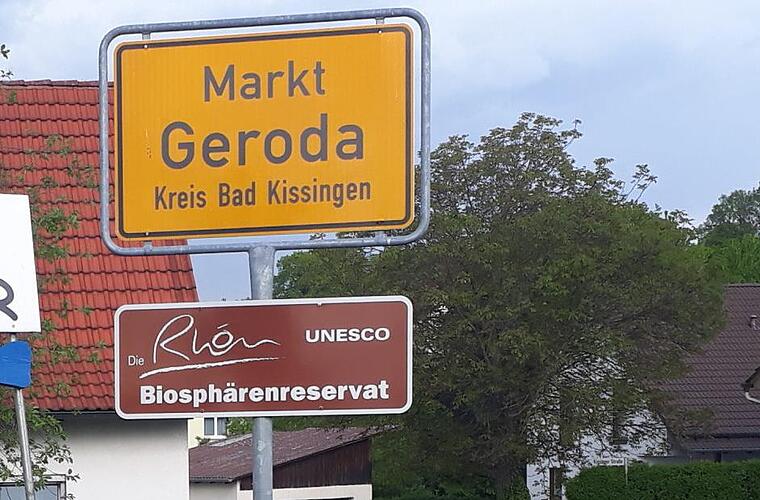 Markt
Geroda
Kreis Bad Kissingen
Die Rhön UNESCO
Biosphärenreservat
R